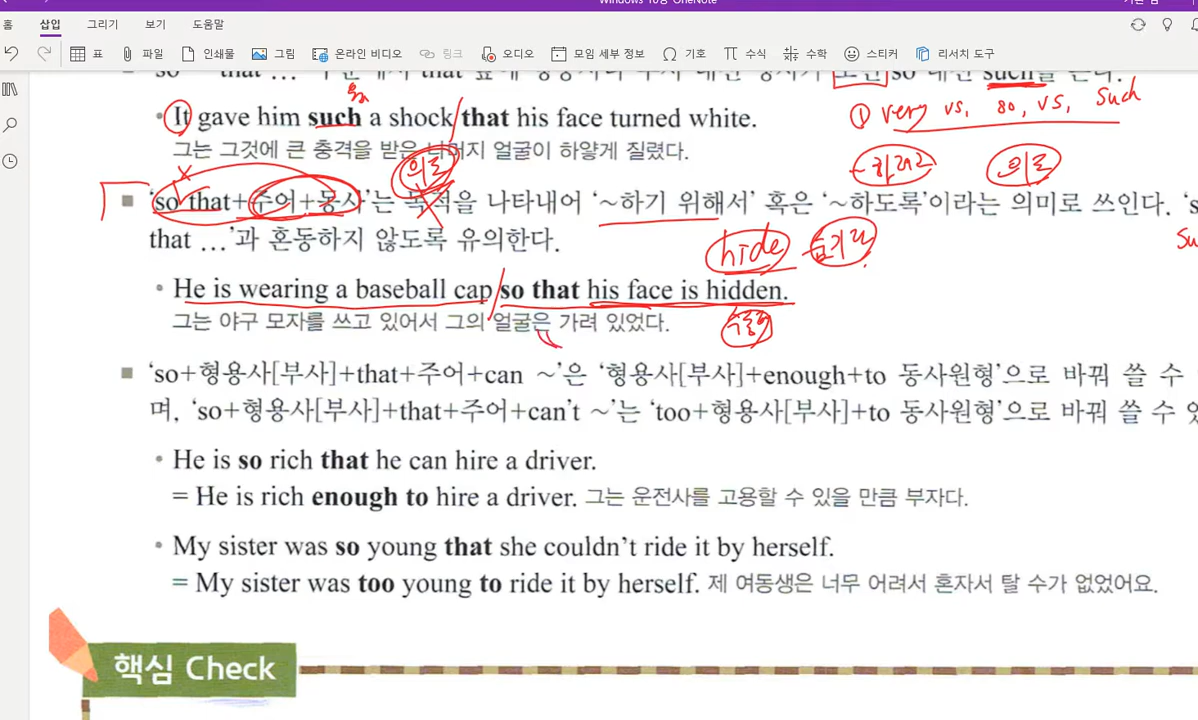 Windows 10용 OneNote
홈 삽입 그리기 보기 도움말
표 파일 인쇄물 그림 온라인 비디오 링크 오디오 모임 세부 정보 기호 수식 수학 스티커 리서치 도구
such를 쓴다.
① very vs, so, vs, such
• It gave him such a shock that his face turned white.
그는 그것에 큰 충격을 받은 나머지 얼굴이 하얗게 질렸다.
의도
의도
■ ‘so that+주어+동사’는 목적을 나타내어 ‘～하기 위해서’ 혹은 ‘～하도록’이라는 의미로 쓰인다. ‘s
that …’과 혼동하지 않도록 유의한다.
hide 숨기다
• He is wearing a baseball cap so that his face is hidden.
그는 야구 모자를 쓰고 있어서 그의 얼굴은 가려 있었다.
수동태
■ ‘so+형용사[부사]+that+주어+can ～’은 ‘형용사[부사]+enough+to 동사원형’으로 바꿔 쓸 수
며, ‘so+형용사[부사]+that+주어+can't ～’는 ‘too+형용사[부사]+to 동사원형’으로 바꿔 쓸 수 있
• He is so rich that he can hire a driver.
= He is rich enough to hire a driver. 그는 운전사를 고용할 수 있을 만큼 부자다.
• My sister was so young that she couldn't ride it by herself.
= My sister was too young to ride it by herself. 제 여동생은 너무 어려서 혼자서 탈 수가 없었어요.
핵심 Check